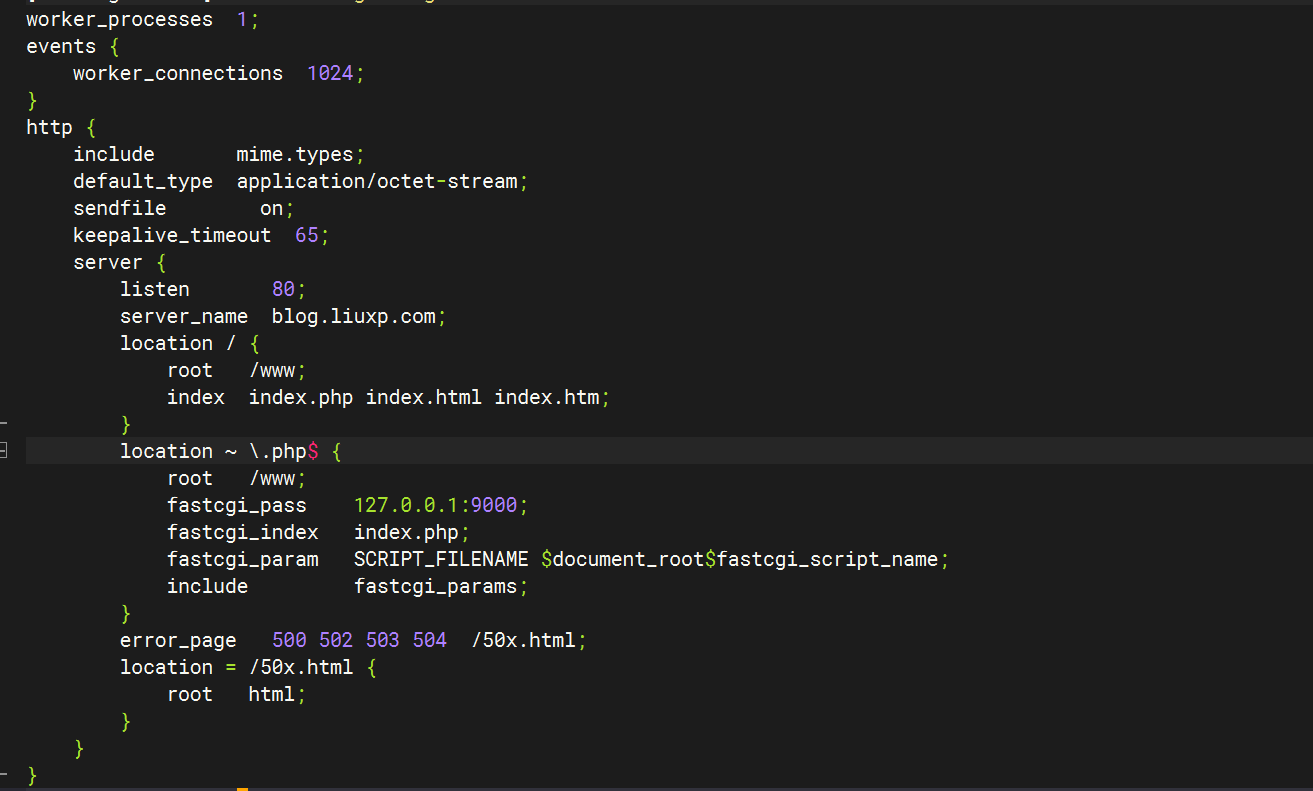 worker_processes  1;
events {
    worker_connections  1024;
}
http {
    include       mime.types;
    default_type  application/octet-stream;
    sendfile        on;
    keepalive_timeout  65;
    server {
        listen       80;
        server_name  blog.liuxp.com;
        location / {
            root   /www;
            index  index.php index.html index.htm;
        }
        location ~ \.php$ {
            root   /www;
            fastcgi_pass    127.0.0.1:9000;
            fastcgi_index   index.php;
            fastcgi_param   SCRIPT_FILENAME $document_root$fastcgi_script_name;
            include         fastcgi_params;
        }
        error_page   500 502 503 504  /50x.html;
        location = /50x.html {
            root   html;
        }
    }
}